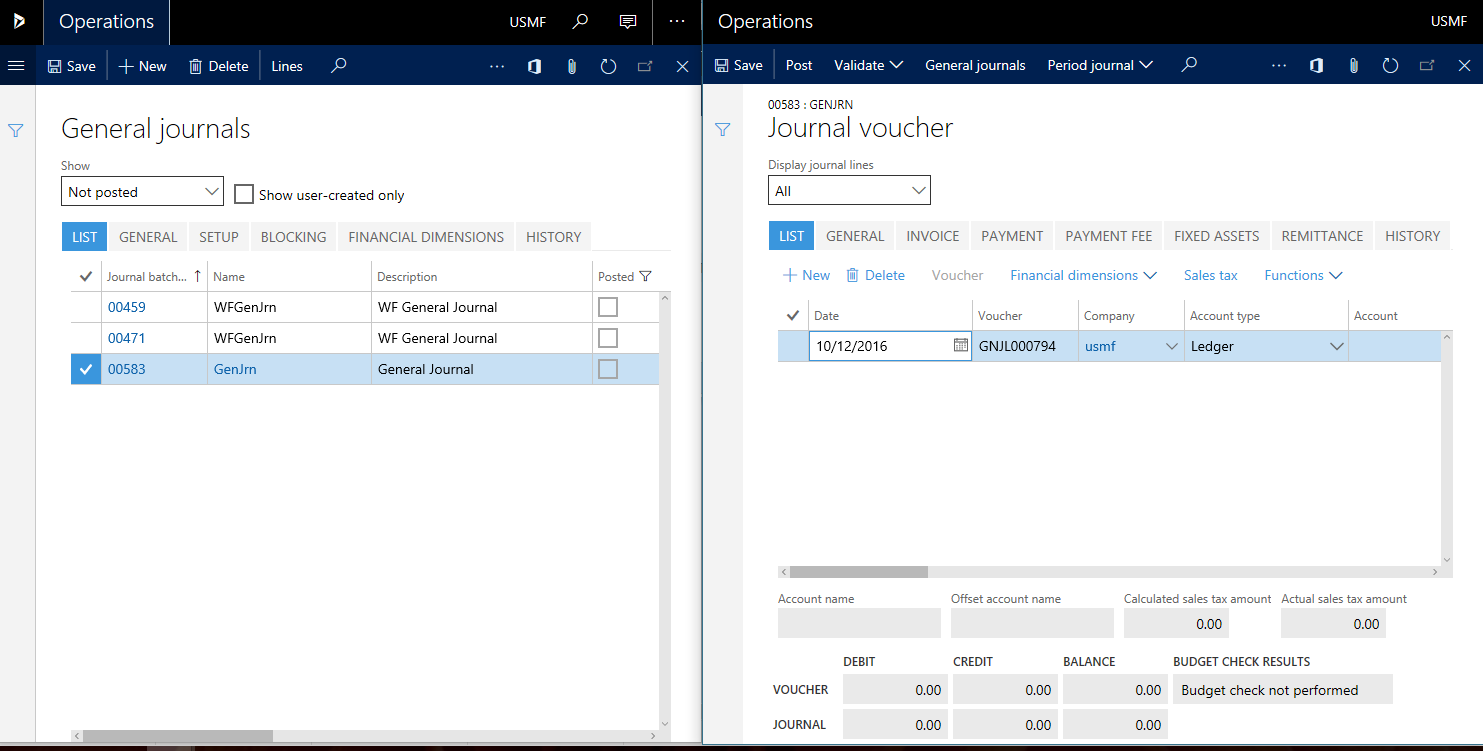 Operations USMF ...
Save New Delete Lines ...
General journals
Show
Not posted Show user-created only
LIST GENERAL SETUP BLOCKING FINANCIAL DIMENSIONS HISTORY
Journal batch... Name Description Posted
00459 WFGenJrn WF General Journal
00471 WFGenJrn WF General Journal
00583 GenJrn General Journal
Operations USMF
Save Post Validate General journals Period journal ...
00583 : GENJRN
Journal voucher
Display journal lines
All
LIST GENERAL INVOICE PAYMENT PAYMENT FEE FIXED ASSETS REMITTANCE HISTORY
New Delete Voucher Financial dimensions Sales tax Functions
Date Voucher Company Account type Account
10/12/2016 GNJL000794 usmf Ledger
Account name Offset account name Calculated sales tax amount Actual sales tax amount
0.00 0.00
DEBIT CREDIT BALANCE BUDGET CHECK RESULTS
VOUCHER 0.00 0.00 0.00 Budget check not performed
JOURNAL 0.00 0.00 0.00